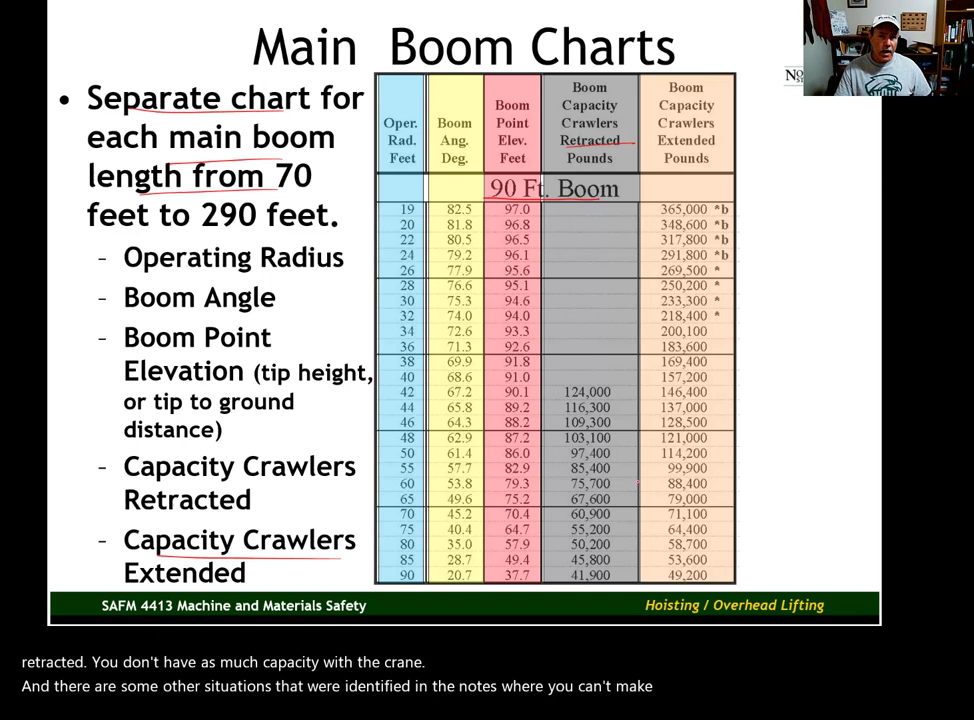 Main Boom Charts
• Separate chart for
each main boom
length from 70
feet to 290 feet.
- Operating Radius
- Boom Angle
- Boom Point
Elevation (tip height,
or tip to ground
distance)
- Capacity Crawlers
Retracted
- Capacity Crawlers
Extended
Oper. Rad. Feet
Boom Ang. Deg.
Boom Point Elev. Feet
Boom Capacity Crawlers Retracted Pounds
Boom Capacity Crawlers Extended Pounds
90 Ft. Boom
19 82.5 97.0 365,000 *b
20 81.8 96.8 348,600 *b
22 80.5 96.5 317,800 *b
24 79.2 96.1 291,800 *b
26 77.9 95.6 269,500 *
28 76.6 95.1 250,200 *
30 75.3 94.6 233,300 *
32 74.0 94.0 218,400 *
34 72.6 93.3 200,100
36 71.3 92.6 183,600
38 69.9 91.8 169,400
40 68.6 91.0 157,200
42 67.2 90.1 124,000 146,400
44 65.8 89.2 116,300 137,000
46 64.3 88.2 109,300 128,500
48 62.9 87.2 103,100 121,000
50 61.4 86.0 97,400 114,200
55 57.7 82.9 85,400 99,900
60 53.8 79.3 75,700 88,400
65 49.6 75.2 67,600 79,000
70 45.2 70.4 60,900 71,100
75 40.4 64.7 55,200 64,400
80 35.0 57.9 50,200 58,700
85 28.7 49.4 45,800 53,600
90 20.7 37.7 41,900 49,200
SAFM 4413 Machine and Materials Safety
Hoisting / Overhead Lifting
retracted. You don't have as much capacity with the crane.
And there are some other situations that were identified in the notes where you can't make